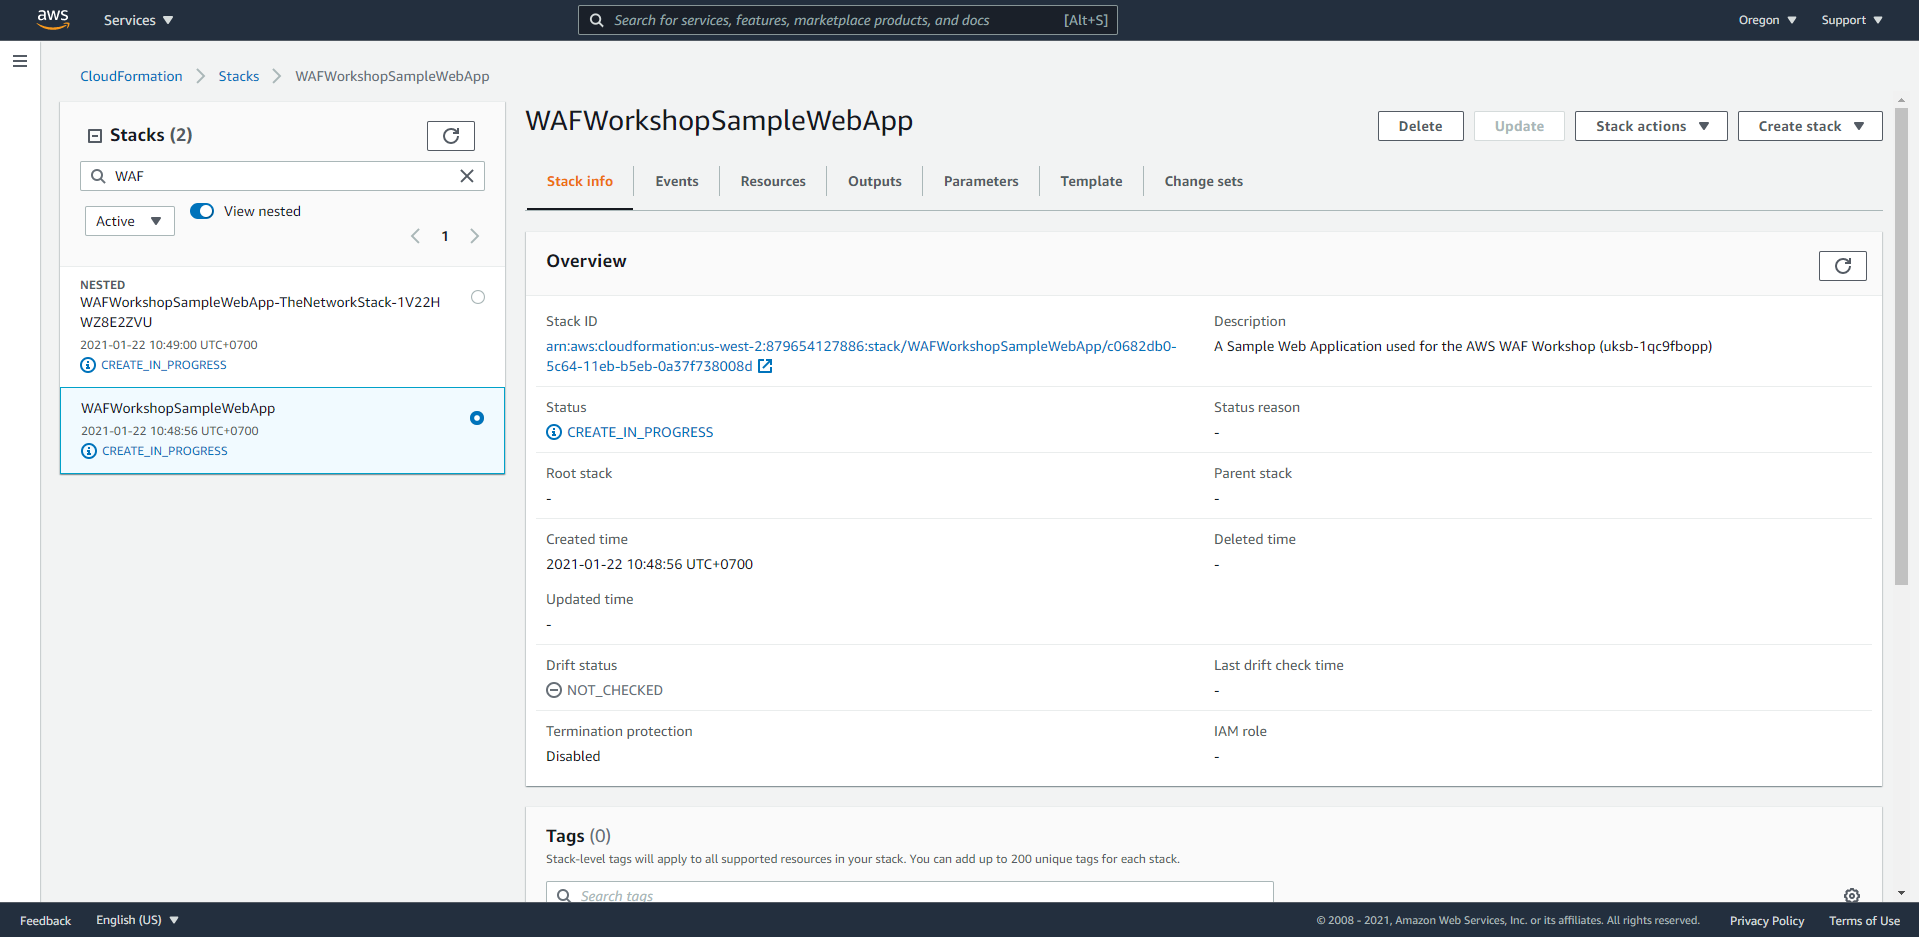 aws
Services
Search for services, features, marketplace products, and docs
[Alt+S]
Oregon
Support
CloudFormation
Stacks
WAFWorkshopSampleWebApp
Stacks (2)
WAF
Active
View nested
1
NESTED
WAFWorkshopSampleWebApp-TheNetworkStack-1V22H
WZ8E2ZVU
2021-01-22 10:49:00 UTC+0700
CREATE_IN_PROGRESS
WAFWorkshopSampleWebApp
2021-01-22 10:48:56 UTC+0700
CREATE_IN_PROGRESS
WAFWorkshopSampleWebApp
Delete
Update
Stack actions
Create stack
Stack info
Events
Resources
Outputs
Parameters
Template
Change sets
Overview
Stack ID
arn:aws:cloudformation:us-west-2:879654127886:stack/WAFWorkshopSampleWebApp/c0682db0-
5c64-11eb-b5eb-0a37f738008d
Description
A Sample Web Application used for the AWS WAF Workshop (uksb-1qc9fbopp)
Status
CREATE_IN_PROGRESS
Status reason
-
Root stack
-
Parent stack
-
Created time
2021-01-22 10:48:56 UTC+0700
Deleted time
-
Updated time
-
Drift status
NOT_CHECKED
Last drift check time
-
Termination protection
Disabled
IAM role
-
Tags (0)
Stack-level tags will apply to all supported resources in your stack. You can add up to 200 unique tags for each stack.
Search tags
Feedback
English (US)
© 2008 - 2021, Amazon Web Services, Inc. or its affiliates. All rights reserved.
Privacy Policy
Terms of Use